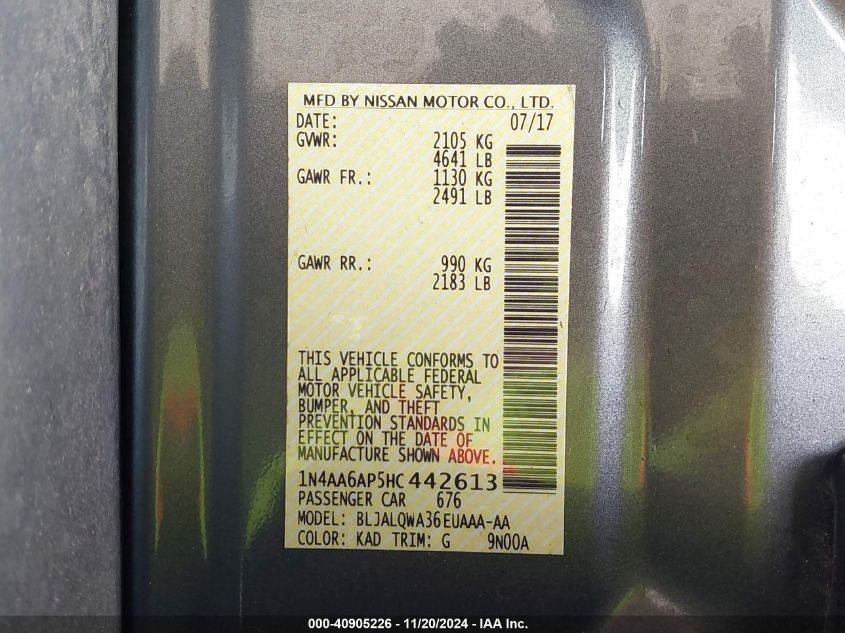 MFD BY NISSAN MOTOR CO., LTD.
DATE: 07/17
GVWR: 2105 KG
4641 LB
GAWR FR.: 1130 KG
2491 LB
GAWR RR.: 990 KG
2183 LB
THIS VEHICLE CONFORMS TO
ALL APPLICABLE FEDERAL
MOTOR VEHICLE SAFETY,
BUMPER, AND THEFT
PREVENTION STANDARDS IN
EFFECT ON THE DATE OF
MANUFACTURE SHOWN ABOVE.
1N4AA6AP5HC442613
PASSENGER CAR 676
MODEL: BLJALQWA36EUAAA-AA
COLOR: KAD TRIM: G 9N00A
000-40905226 - 11/20/2024 - IAA Inc.